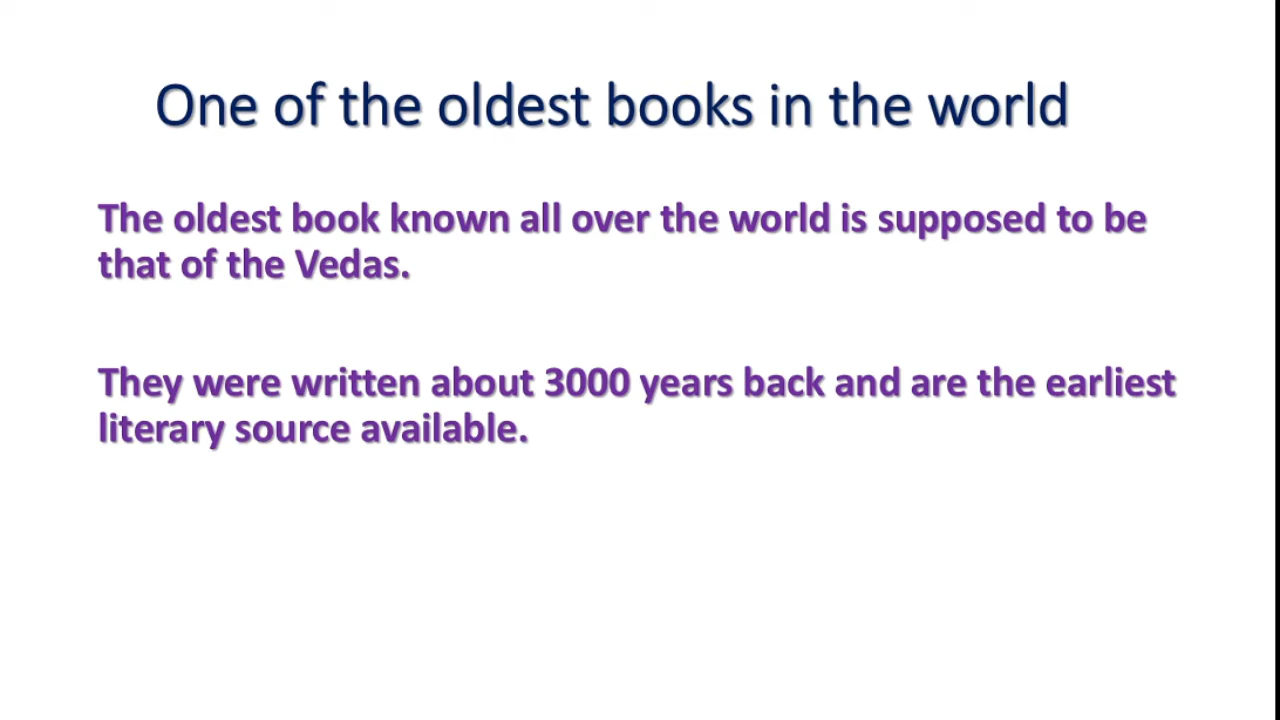 One of the oldest books in the world
The oldest book known all over the world is supposed to be
that of the Vedas.
They were written about 3000 years back and are the earliest
literary source available.